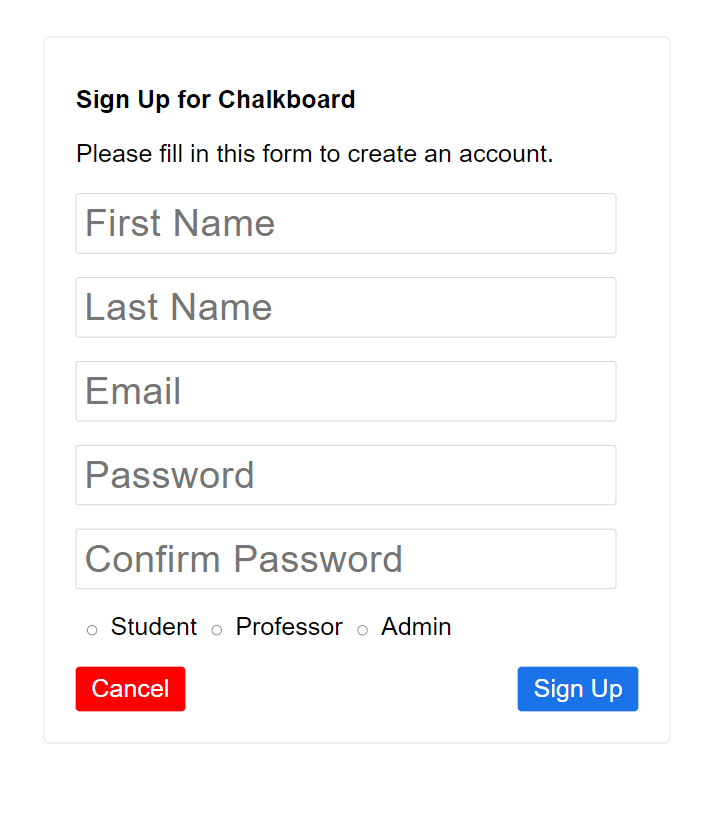 Sign Up for Chalkboard
Please fill in this form to create an account.
First Name
Last Name
Email
Password
Confirm Password
Student Professor Admin
Cancel Sign Up